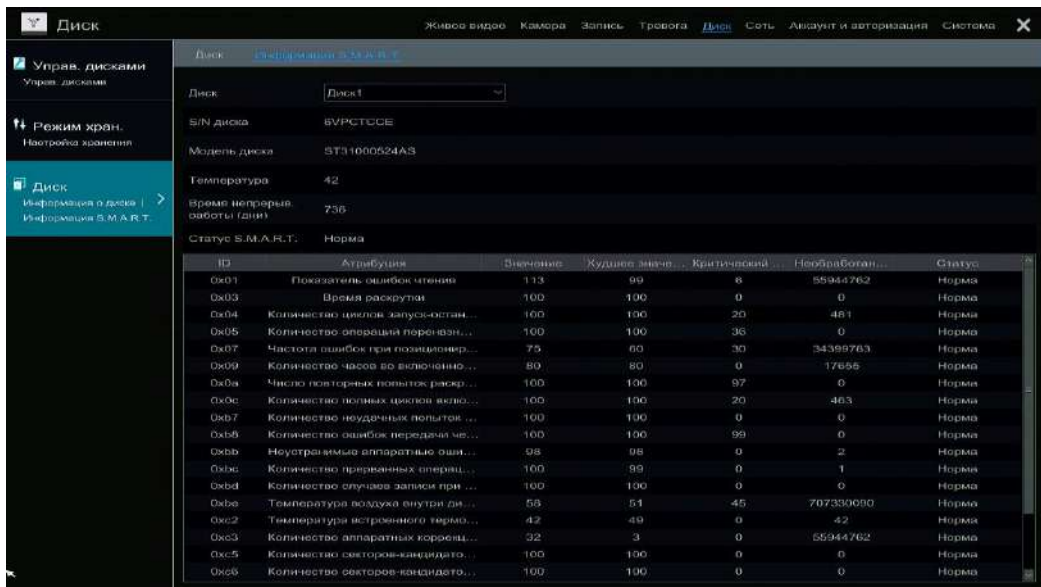 Диск Живое видео Камера Запись Тревога Диск Сеть Аккаунт и авторизация Система
Диск Информация S.M.A.R.T.
Управ. дисками
Управ. дисками
Режим хран.
Настройка хранения
Диск
Информация о диске |
Информация S.M.A.R.T.
Диск Диск1
S/N диска 6VPCTCCE
Модель диска ST31000524AS
Температура 42
Время непрерыв. работы (дни) 736
Статус S.M.A.R.T. Норма
ID Атрибуция Значение Худшее значе... Критический ... Необработан... Статус
0x01 Показатель ошибок чтения 113 99 6 55944762 Норма
0x03 Время раскрутки 100 100 0 0 Норма
0x04 Количество циклов запуск-остан... 100 100 20 481 Норма
0x05 Количество операций переназн... 100 100 36 0 Норма
0x07 Частота ошибок при позиционир... 75 60 30 34399763 Норма
0x09 Количество часов во включенно... 80 80 0 17655 Норма
0x0a Число повторных попыток раскр... 100 100 97 0 Норма
0x0c Количество полных циклов вклю... 100 100 20 463 Норма
0xb7 Количество неудачных попыток ... 100 100 0 0 Норма
0xb8 Количество ошибок передачи че... 100 100 99 0 Норма
0xbb Неустранимые аппаратные оши... 98 98 0 2 Норма
0xbc Количество прерванных операц... 100 99 0 1 Норма
0xbd Количество случаев записи при ... 100 100 0 0 Норма
0xbe Температура воздуха внутри ди... 58 51 45 707330090 Норма
0xc2 Температура встроенного термо... 42 49 0 42 Норма
0xc3 Количество аппаратных коррекц... 32 3 0 55944762 Норма
0xc5 Количество секторов-кандидато... 100 100 0 0 Норма
0xc6 Количество секторов-кандидато... 100 100 0 0 Норма